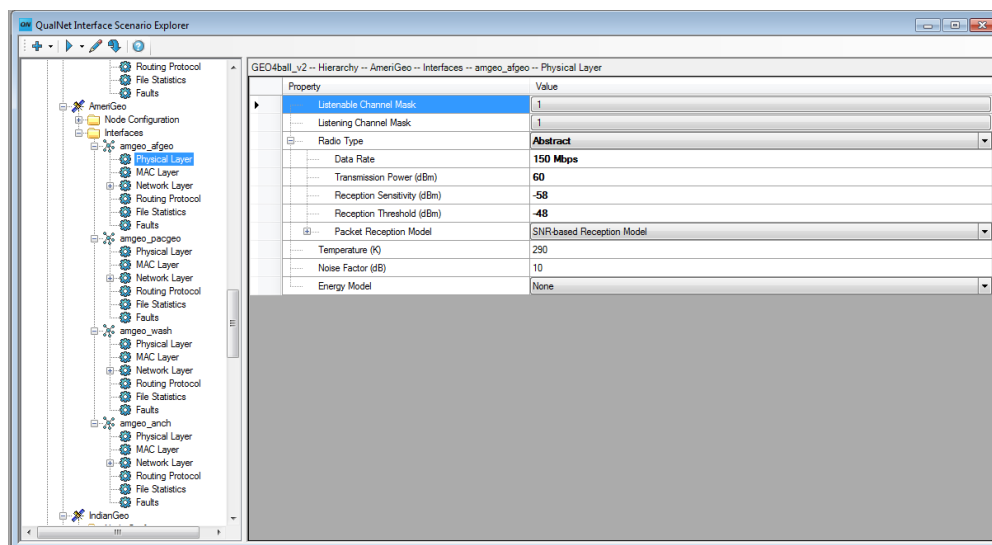 QualNet Interface Scenario Explorer
GEO4ball_v2 -- Hierarchy -- AmeriGeo -- Interfaces -- amgeo_afgeo -- Physical Layer
Routing Protocol
File Statistics
Faults
AmeriGeo
Node Configuration
Interfaces
amgeo_afgeo
Physical Layer
MAC Layer
Network Layer
Routing Protocol
File Statistics
Faults
amgeo_pacgeo
Physical Layer
MAC Layer
Network Layer
Routing Protocol
File Statistics
Faults
amgeo_wash
Physical Layer
MAC Layer
Network Layer
Routing Protocol
File Statistics
Faults
amgeo_anch
Physical Layer
MAC Layer
Network Layer
Routing Protocol
File Statistics
Faults
IndianGeo
Property Value
Listenable Channel Mask 1
Listening Channel Mask 1
Radio Type Abstract
Data Rate 150 Mbps
Transmission Power (dBm) 60
Reception Sensitivity (dBm) -58
Reception Threshold (dBm) -48
Packet Reception Model SNR-based Reception Model
Temperature (K) 290
Noise Factor (dB) 10
Energy Model None